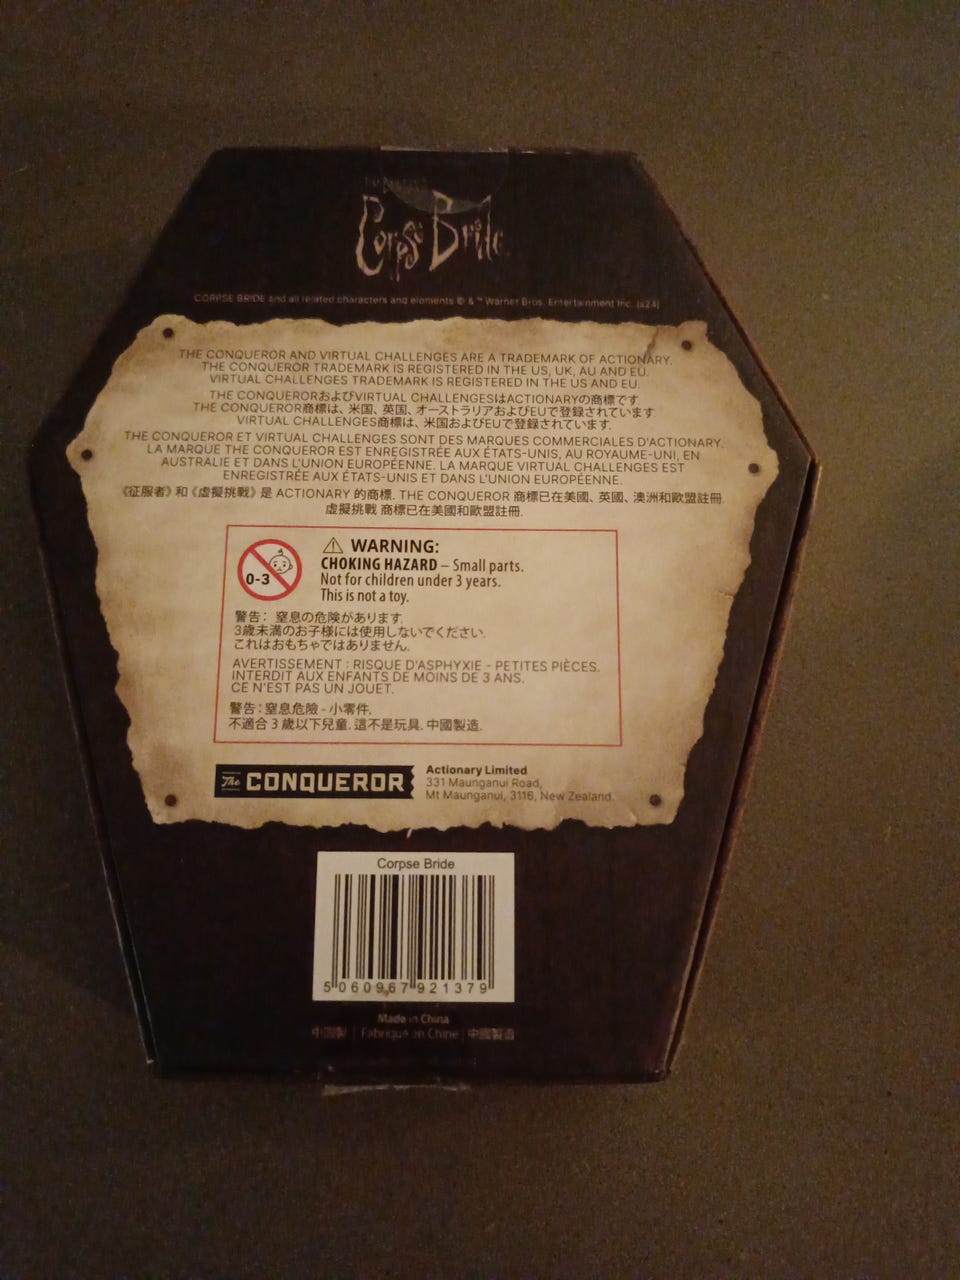 Corpse Bride
CORPSE BRIDE and all related characters and elements © & ™ Warner Bros. Entertainment Inc. (s24)
THE CONQUEROR AND VIRTUAL CHALLENGES ARE A TRADEMARK OF ACTIONARY.
THE CONQUEROR TRADEMARK IS REGISTERED IN THE US, UK, AU AND EU.
VIRTUAL CHALLENGES TRADEMARK IS REGISTERED IN THE US AND EU.
THE CONQUERORおよびVIRTUAL CHALLENGESはACTIONARYの商標です.
THE CONQUEROR商標は、米国、英国、オーストラリアおよびEUで登録されています.
VIRTUAL CHALLENGES商標は、米国およびEUで登録されています.
THE CONQUEROR ET VIRTUAL CHALLENGES SONT DES MARQUES COMMERCIALES D'ACTIONARY.
LA MARQUE THE CONQUEROR EST ENREGISTRÉE AUX ÉTATS-UNIS, AU ROYAUME-UNI, EN
AUSTRALIE ET DANS L'UNION EUROPÉENNE. LA MARQUE VIRTUAL CHALLENGES EST
ENREGISTRÉE AUX ÉTATS-UNIS ET DANS L'UNION EUROPÉENNE.
《征服者》和《虛擬挑戰》是 ACTIONARY 的商標. THE CONQUEROR 商標已在美國、英國、澳洲和歐盟註冊.
虛擬挑戰 商標已在美國和歐盟註冊.
0-3
WARNING:
CHOKING HAZARD – Small parts.
Not for children under 3 years.
This is not a toy.
警告： 窒息の危険があります.
3歳未満のお子様には使用しないでください.
これはおもちゃではありません.
AVERTISSEMENT : RISQUE D'ASPHYXIE - PETITES PIÈCES.
INTERDIT AUX ENFANTS DE MOINS DE 3 ANS.
CE N'EST PAS UN JOUET.
警告：窒息危險 - 小零件.
不適合 3 歲以下兒童. 這不是玩具. 中國製造.
The CONQUEROR
Actionary Limited
331 Maunganui Road,
Mt Maunganui, 3116, New Zealand.
Corpse Bride
5 060967 921379
Made in China
中国製 | Fabriqué en Chine | 中國製造